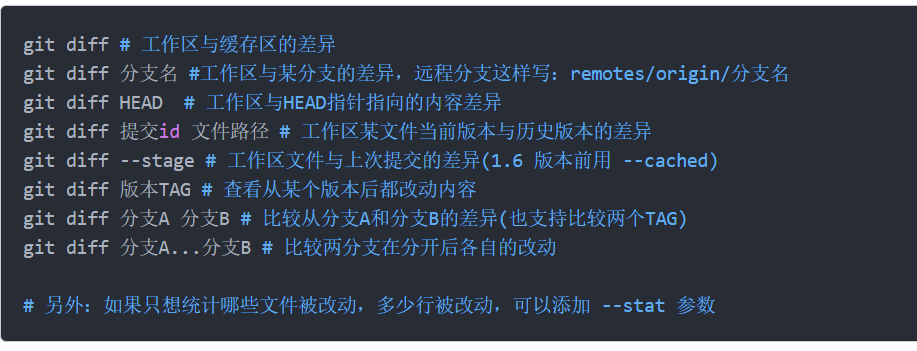 git diff # 工作区与缓存区的差异
git diff 分支名 #工作区与某分支的差异，远程分支这样写：remotes/origin/分支名
git diff HEAD  # 工作区与HEAD指针指向的内容差异
git diff 提交id 文件路径 # 工作区某文件当前版本与历史版本的差异
git diff --stage # 工作区文件与上次提交的差异(1.6 版本前用 --cached)
git diff 版本TAG # 查看从某个版本后都改动内容
git diff 分支A 分支B # 比较从分支A和分支B的差异(也支持比较两个TAG)
git diff 分支A...分支B # 比较两分支在分开后各自的改动
# 另外：如果只想统计哪些文件被改动，多少行被改动，可以添加 --stat 参数